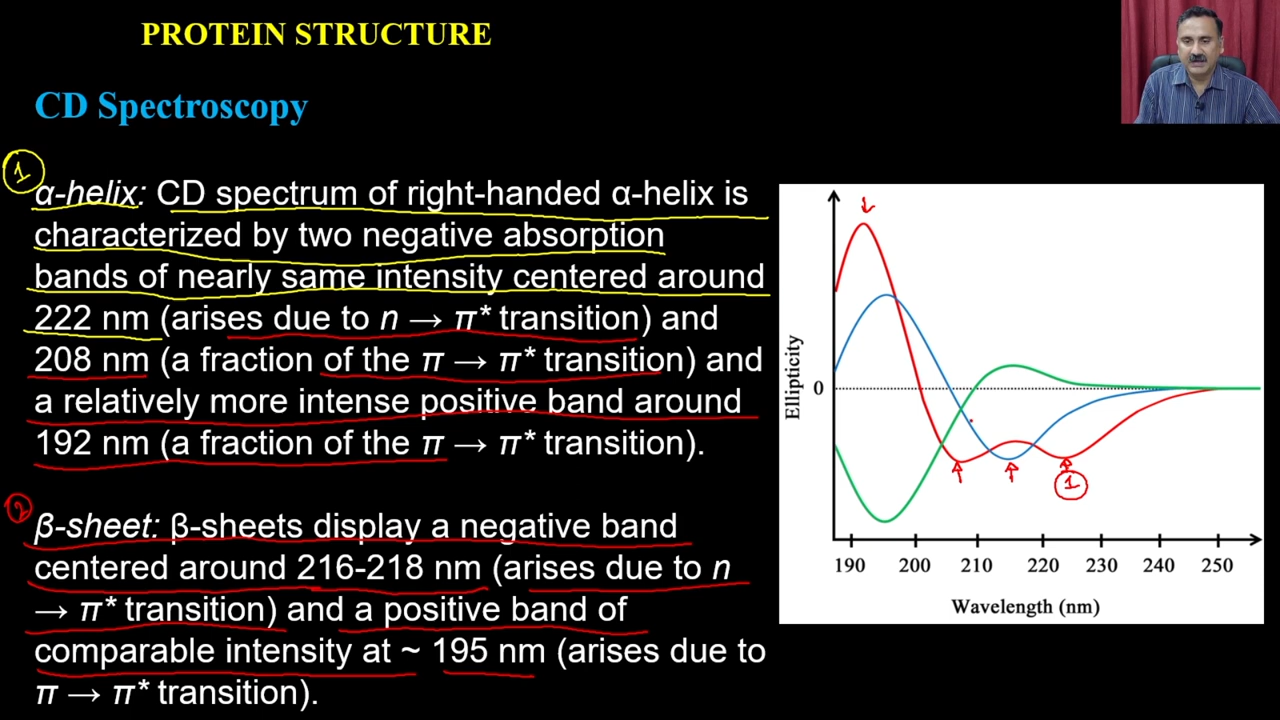 PROTEIN STRUCTURE
CD Spectroscopy
1
α-helix: CD spectrum of right-handed α-helix is
characterized by two negative absorption
bands of nearly same intensity centered around
222 nm (arises due to n → π* transition) and
208 nm (a fraction of the π → π* transition) and
a relatively more intense positive band around
192 nm (a fraction of the π → π* transition).
2
β-sheet: β-sheets display a negative band
centered around 216-218 nm (arises due to n
→ π* transition) and a positive band of
comparable intensity at ~ 195 nm (arises due to
π → π* transition).
Ellipticity
0
1
190 200 210 220 230 240 250
Wavelength (nm)